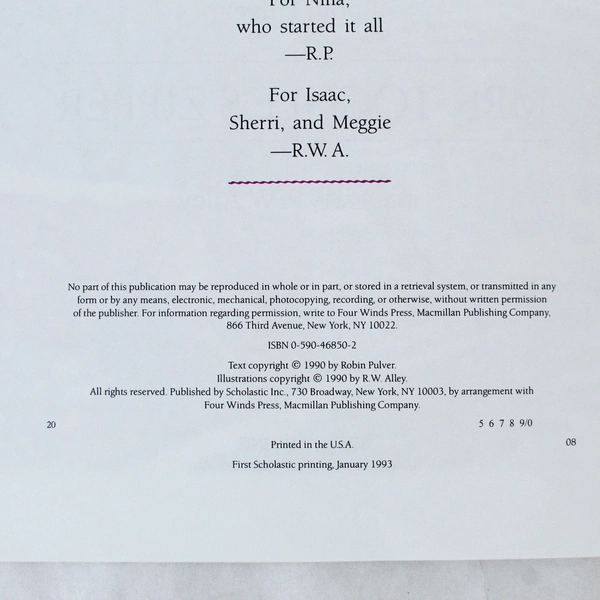 For Nina,
who started it all
—R.P.
For Isaac,
Sherri, and Meggie
—R.W. A.
No part of this publication may be reproduced in whole or in part, or stored in a retrieval system, or transmitted in any
form or by any means, electronic, mechanical, photocopying, recording, or otherwise, without written permission
of the publisher. For information regarding permission, write to Four Winds Press, Macmillan Publishing Company,
866 Third Avenue, New York, NY 10022.
ISBN 0-590-46850-2
Text copyright © 1990 by Robin Pulver.
Illustrations copyright © 1990 by R.W. Alley.
All rights reserved. Published by Scholastic Inc., 730 Broadway, New York, NY 10003, by arrangement with
Four Winds Press, Macmillan Publishing Company.
20 5 6 7 8 9/0
Printed in the U.S.A. 08
First Scholastic printing, January 1993